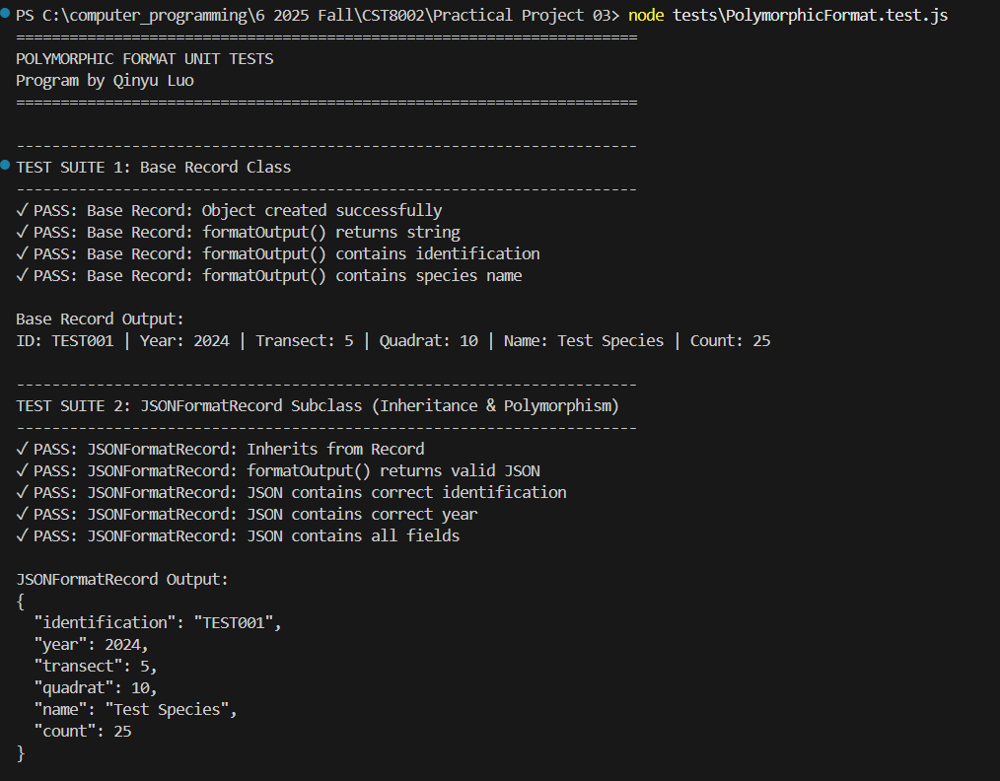 PS C:\computer_programming\6 2025 Fall\CST8002\Practical Project 03> node tests\PolymorphicFormat.test.js
======================================================================
POLYMORPHIC FORMAT UNIT TESTS
Program by Qinyu Luo
======================================================================

----------------------------------------------------------------------
TEST SUITE 1: Base Record Class
----------------------------------------------------------------------
✓ PASS: Base Record: Object created successfully
✓ PASS: Base Record: formatOutput() returns string
✓ PASS: Base Record: formatOutput() contains identification
✓ PASS: Base Record: formatOutput() contains species name

Base Record Output:
ID: TEST001 | Year: 2024 | Transect: 5 | Quadrat: 10 | Name: Test Species | Count: 25

----------------------------------------------------------------------
TEST SUITE 2: JSONFormatRecord Subclass (Inheritance & Polymorphism)
----------------------------------------------------------------------
✓ PASS: JSONFormatRecord: Inherits from Record
✓ PASS: JSONFormatRecord: formatOutput() returns valid JSON
✓ PASS: JSONFormatRecord: JSON contains correct identification
✓ PASS: JSONFormatRecord: JSON contains correct year
✓ PASS: JSONFormatRecord: JSON contains all fields

JSONFormatRecord Output:
{
  "identification": "TEST001",
  "year": 2024,
  "transect": 5,
  "quadrat": 10,
  "name": "Test Species",
  "count": 25
}